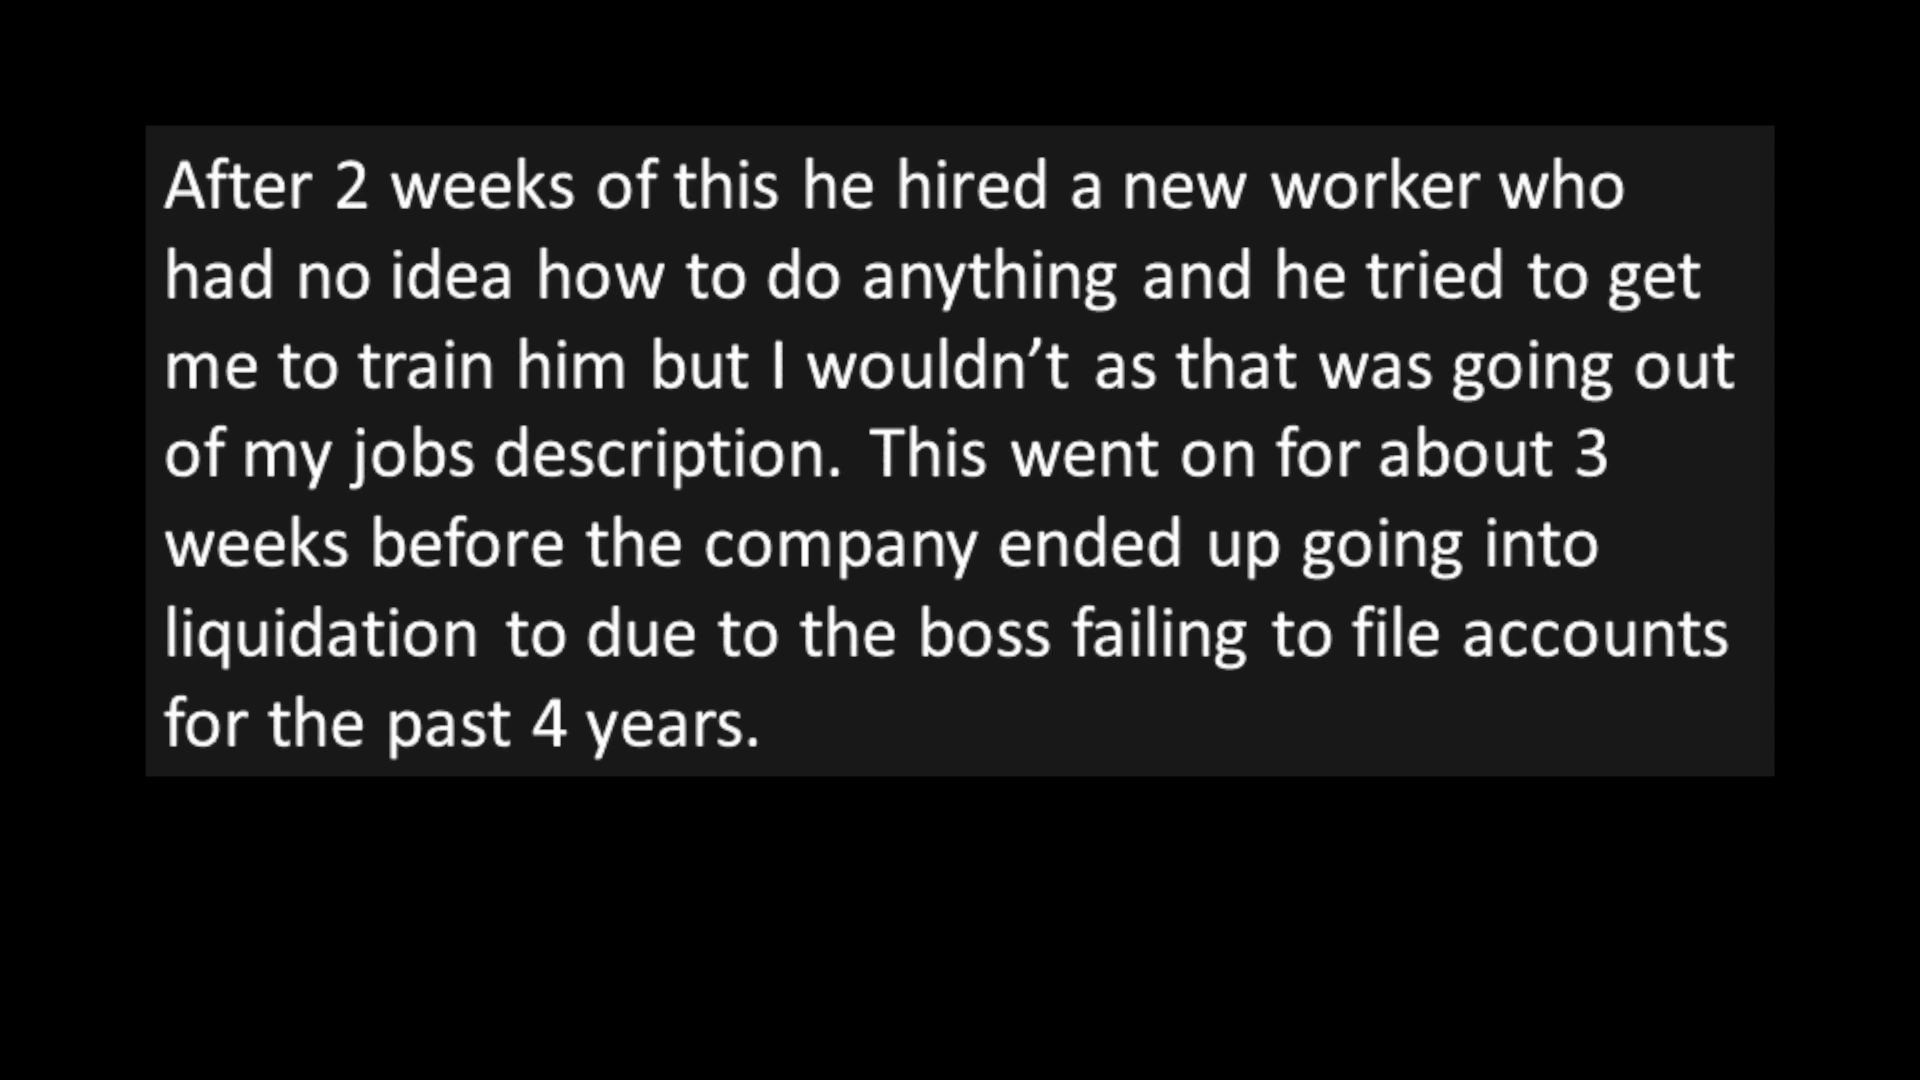 After 2 weeks of this he hired a new worker who
had no idea how to do anything and he tried to get
me to train him but I wouldn’t as that was going out
of my jobs description.  This went on for about 3
weeks before the company ended up going into
liquidation to due to the boss failing to file accounts
for the past 4 years.